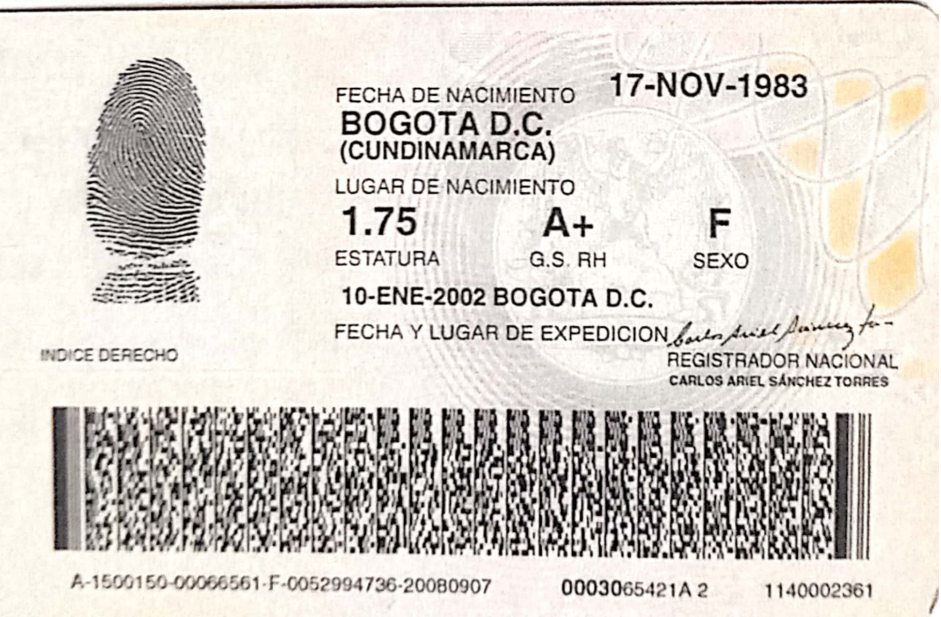 FECHA DE NACIMIENTO 17-NOV-1983
BOGOTA D.C.
(CUNDINAMARCA)
LUGAR DE NACIMIENTO
1.75 A+ F
ESTATURA G.S. RH SEXO
10-ENE-2002 BOGOTA D.C.
FECHA Y LUGAR DE EXPEDICION
INDICE DERECHO
REGISTRADOR NACIONAL
CARLOS ARIEL SÁNCHEZ TORRES
A-1500150-00066561-F-0052994736-20080907 0003065421A 2 1140002361